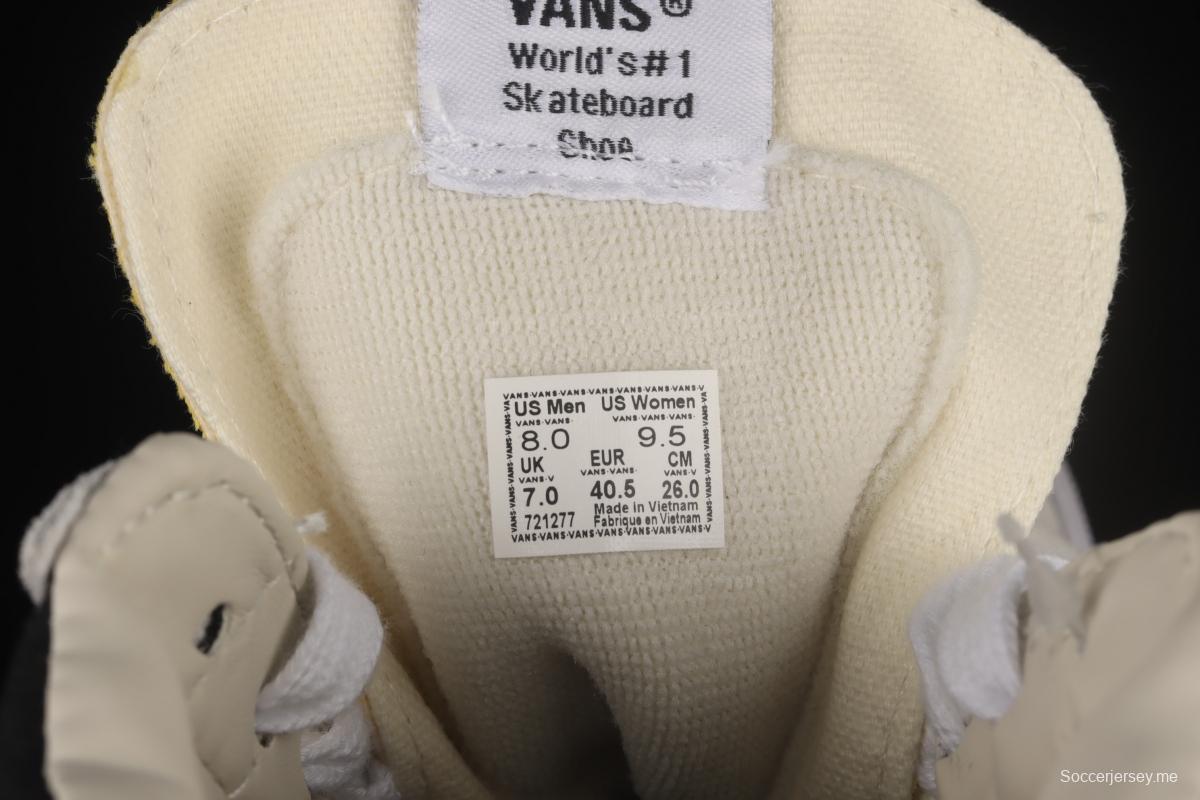 VANS®
World's#1
Skateboard
Shoe
VANS·VANS·VANS·VANS·VANS·VANS·V
US Men US Women
VANS·VANS· VANS·VANS·VANS·
8.0 9.5
UK EUR CM
VANS·V VANS·VANS· VANS·V
7.0 40.5 26.0
Made in Vietnam
721277 Fabrique en Vietnam
VANS·VANS·VANS·VANS·VANS·VANS·V
Soccerjersey.me